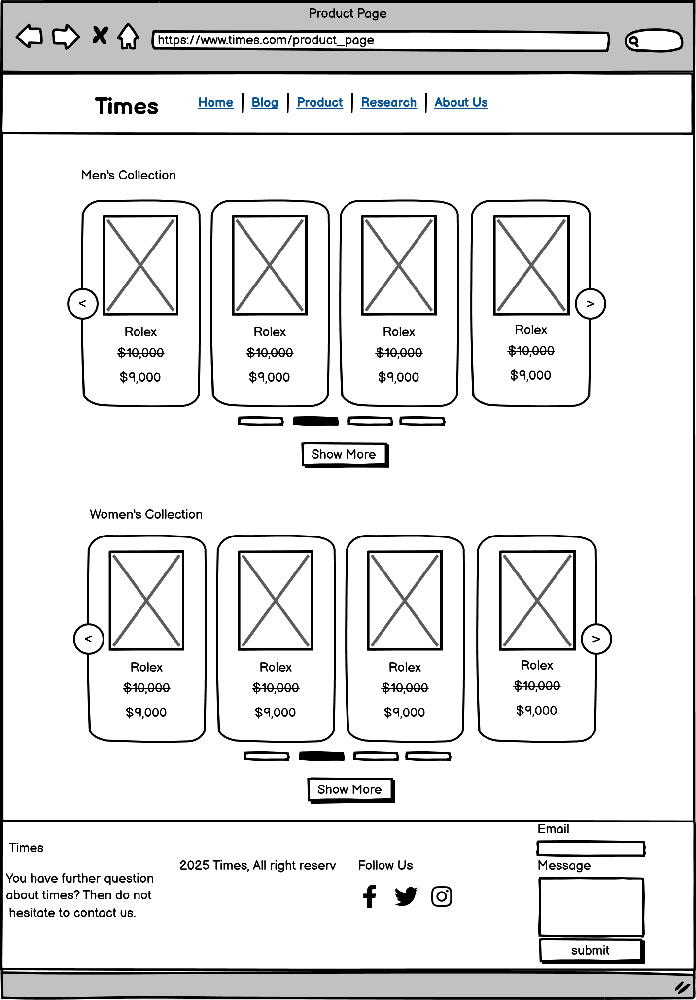 Product Page
https://www.times.com/product_page
Times
Home
Blog
Product
Research
About Us
Men's Collection
<
>
Rolex
Rolex
Rolex
Rolex
$10,000
$10,000
$10,000
$10,000
$9,000
$9,000
$9,000
$9,000
Show More
Women's Collection
<
>
Rolex
Rolex
Rolex
Rolex
$10,000
$10,000
$10,000
$10,000
$9,000
$9,000
$9,000
$9,000
Show More
Times
You have further question
about times? Then do not
hesitate to contact us.
2025 Times, All right reserv
Follow Us
Email
Message
submit